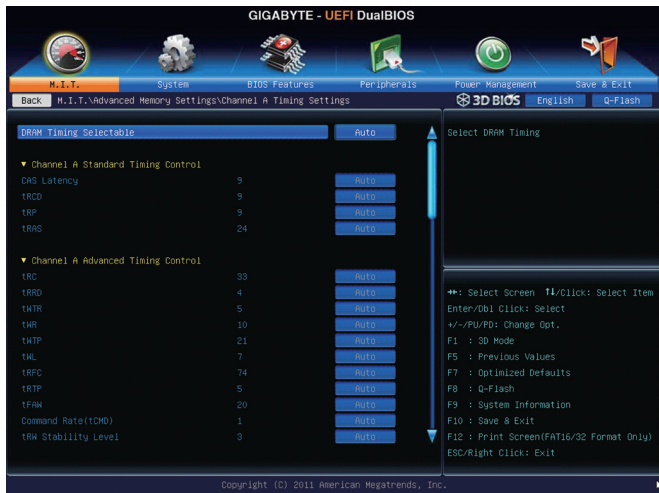 GIGABYTE - UEFI DualBIOS
M.I.T. System BIOS Features Peripherals Power Management Save & Exit
Back M.I.T.\Advanced Memory Settings\Channel A Timing Settings 3D BIOS English Q-Flash
DRAM Timing Selectable Auto
Select DRAM Timing
▼ Channel A Standard Timing Control
CAS Latency 9 Auto
tRCD 9 Auto
tRP 9 Auto
tRAS 24 Auto
▼ Channel A Advanced Timing Control
tRC 33 Auto
tRRD 4 Auto
tWTR 5 Auto
tWR 10 Auto
tWTP 21 Auto
tWL 7 Auto
tRFC 74 Auto
tRTP 5 Auto
tFAW 20 Auto
Command Rate(tCMD) 1 Auto
tRW Stability Level 3 Auto
→←: Select Screen ↑↓/Click: Select Item
Enter/Dbl Click: Select
+/-/PU/PD: Change Opt.
F1 : 3D Mode
F5 : Previous Values
F7 : Optimized Defaults
F8 : Q-Flash
F9 : System Information
F10 : Save & Exit
F12 : Print Screen(FAT16/32 Format Only)
ESC/Right Click: Exit
Copyright (C) 2011 American Megatrends, Inc.